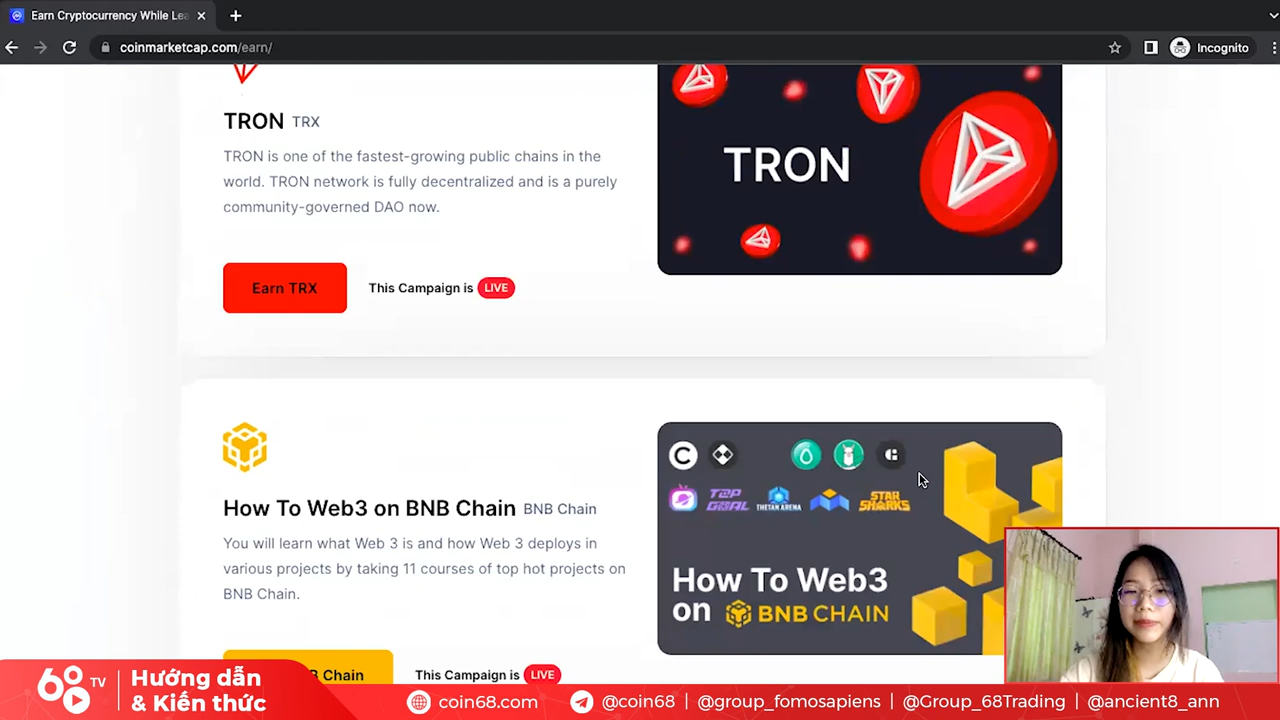 Earn Cryptocurrency While Lea
coinmarketcap.com/earn/
Incognito
TRON TRX
TRON is one of the fastest-growing public chains in the
world. TRON network is fully decentralized and is a purely
community-governed DAO now.
Earn TRX
This Campaign is LIVE
TRON
How To Web3 on BNB Chain BNB Chain
You will learn what Web 3 is and how Web 3 deploys in
various projects by taking 11 courses of top hot projects on
BNB Chain.
Chain
This Campaign is LIVE
TOP GOAL
THETAN ARENA
STAR SHARKS
How To Web3
on BNB CHAIN
68 TV
Hướng dẫn
& Kiến thức
coin68.com
@coin68 | @group_fomosapiens | @Group_68Trading | @ancient8_ann